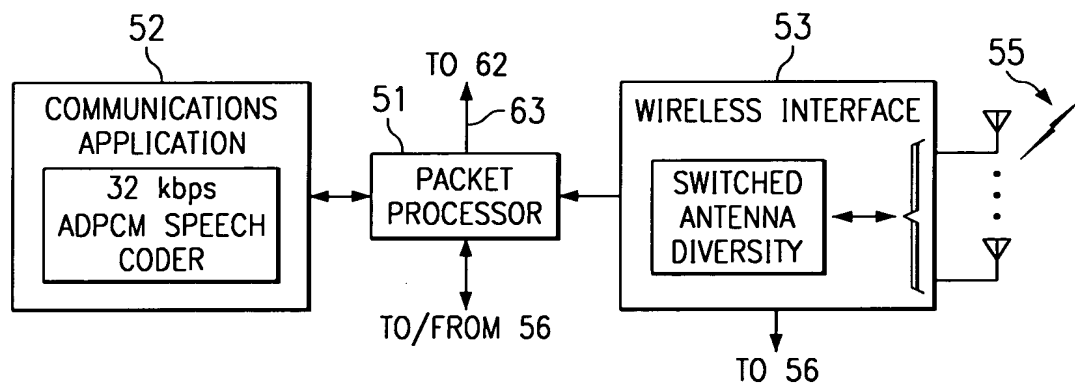 52
COMMUNICATIONS
APPLICATION
32 kbps
ADPCM SPEECH
CODER
TO 62
51
63
PACKET
PROCESSOR
TO/FROM 56
53
WIRELESS INTERFACE
SWITCHED
ANTENNA
DIVERSITY
TO 56
55